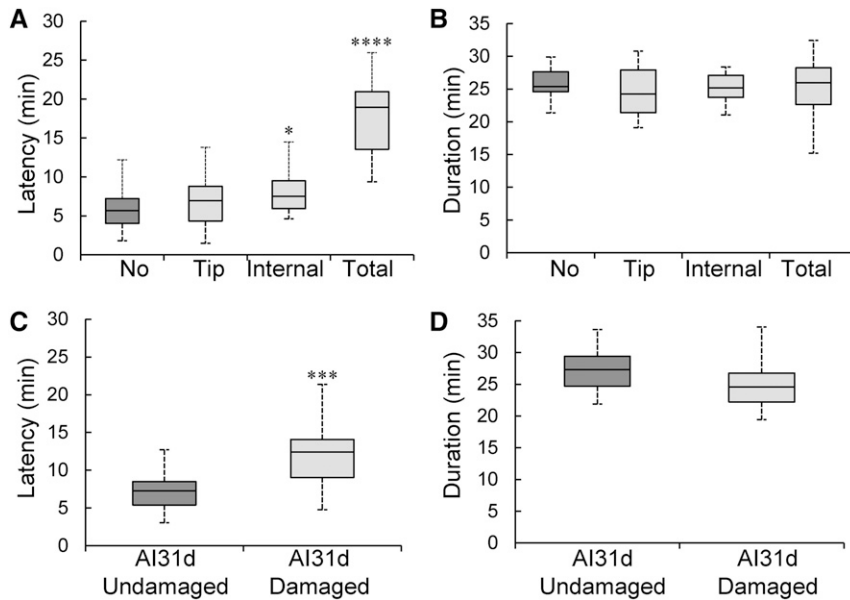 A
Latency (min)
30
25
20
15
10
5
0
*
****
No Tip Internal Total
B
Duration (min)
35
30
25
20
15
10
5
0
No Tip Internal Total
C
Latency (min)
30
25
20
15
10
5
0
***
AI31d AI31d
Undamaged Damaged
D
Duration (min)
35
30
25
20
15
10
5
0
AI31d AI31d
Undamaged Damaged